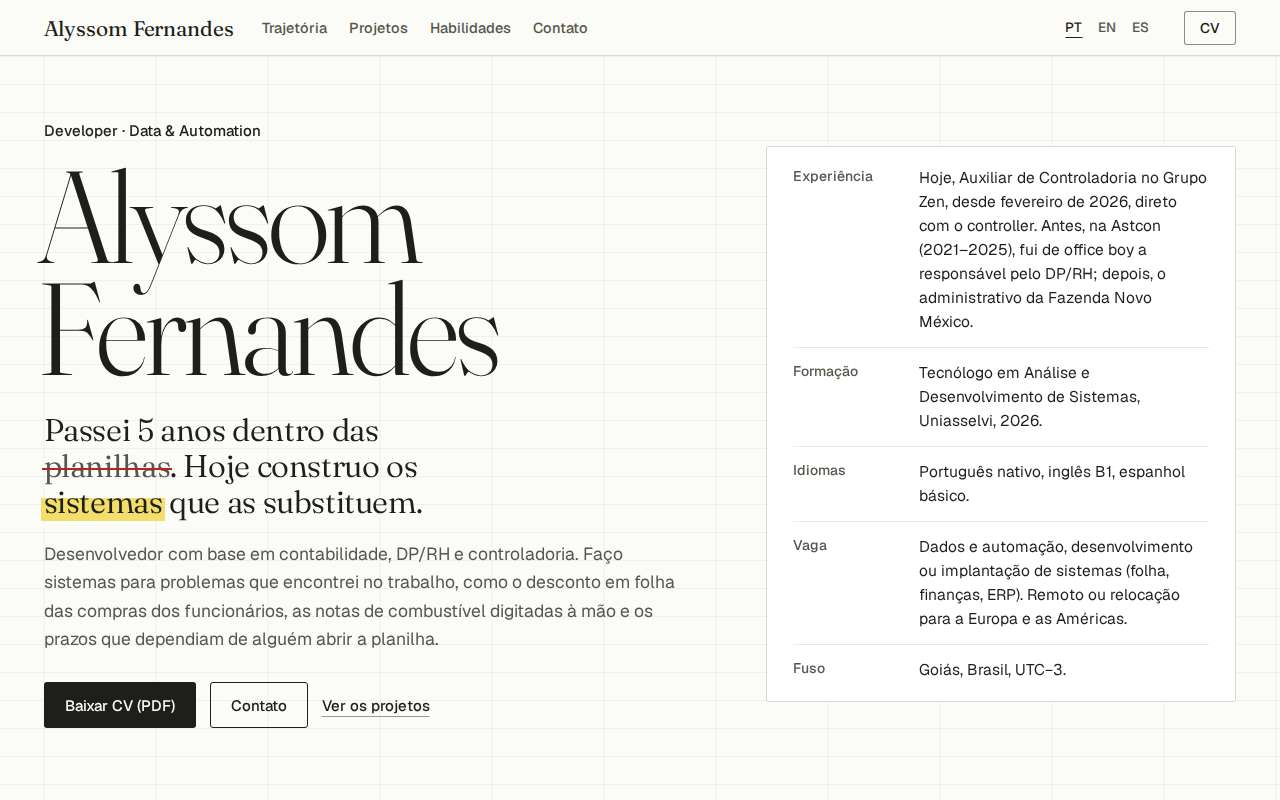 Alyssom Fernandes
Trajetória
Projetos
Habilidades
Contato
PT
EN
ES
CV
Developer · Data & Automation
Alyssom
Fernandes
Passei 5 anos dentro das
planilhas. Hoje construo os
sistemas que as substituem.
Desenvolvedor com base em contabilidade, DP/RH e controladoria. Faço
sistemas para problemas que encontrei no trabalho, como o desconto em folha
das compras dos funcionários, as notas de combustível digitadas à mão e os
prazos que dependiam de alguém abrir a planilha.
Baixar CV (PDF)
Contato
Ver os projetos
Experiência
Hoje, Auxiliar de Controladoria no Grupo
Zen, desde fevereiro de 2026, direto
com o controller. Antes, na Astcon
(2021–2025), fui de office boy a
responsável pelo DP/RH; depois, o
administrativo da Fazenda Novo
México.
Formação
Tecnólogo em Análise e
Desenvolvimento de Sistemas,
Uniasselvi, 2026.
Idiomas
Português nativo, inglês B1, espanhol
básico.
Vaga
Dados e automação, desenvolvimento
ou implantação de sistemas (folha,
finanças, ERP). Remoto ou relocação
para a Europa e as Américas.
Fuso
Goiás, Brasil, UTC−3.